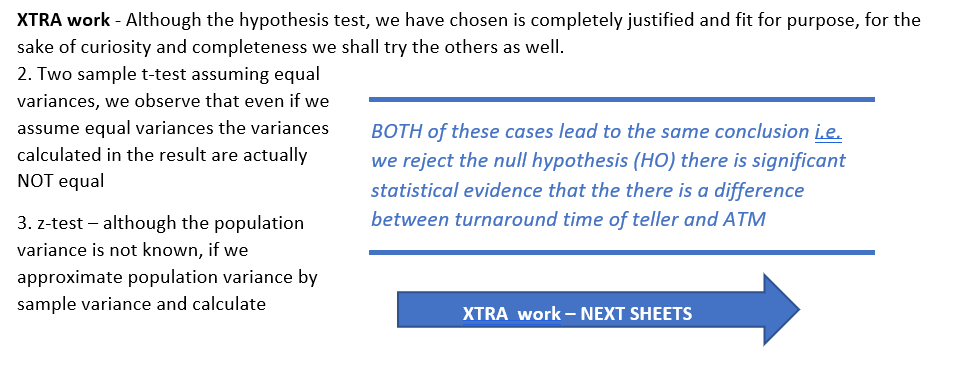 XTRA work - Although the hypothesis test, we have chosen is completely justified and fit for purpose, for the
sake of curiosity and completeness we shall try the others as well.
2. Two sample t-test assuming equal
variances, we observe that even if we
assume equal variances the variances
calculated in the result are actually
NOT equal
3. z-test – although the population
variance is not known, if we
approximate population variance by
sample variance and calculate
BOTH of these cases lead to the same conclusion i.e.
we reject the null hypothesis (HO) there is significant
statistical evidence that the there is a difference
between turnaround time of teller and ATM
XTRA work – NEXT SHEETS